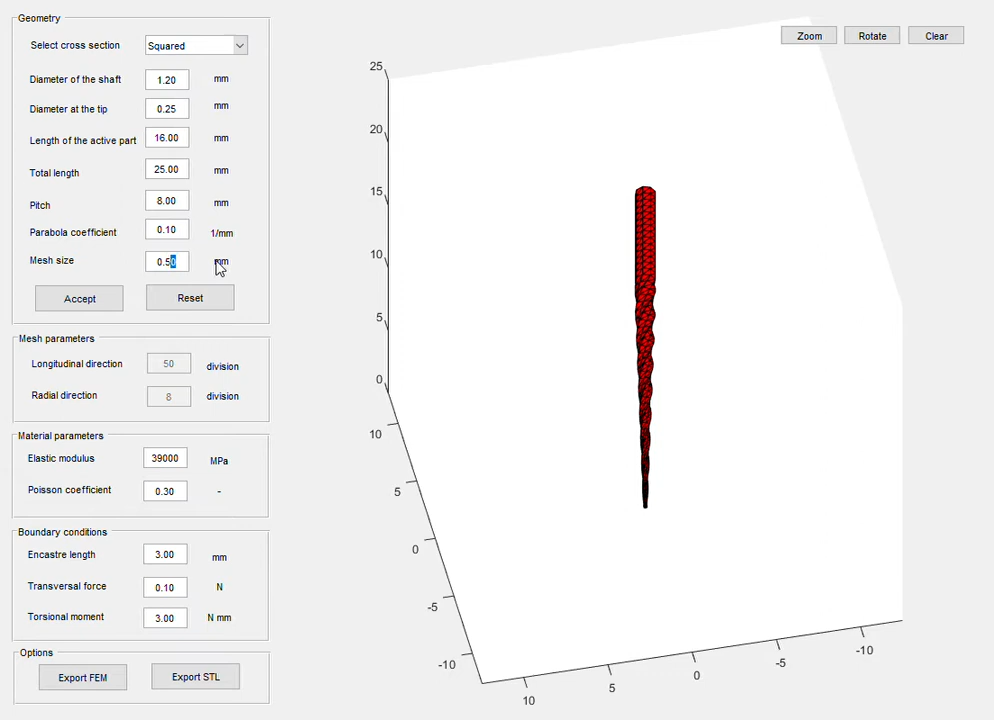 Geometry
Select cross section Squared
Diameter of the shaft 1.20 mm
Diameter at the tip 0.25 mm
Length of the active part 16.00 mm
Total length 25.00 mm
Pitch 8.00 mm
Parabola coefficient 0.10 1/mm
Mesh size 0.50 mm
Accept Reset
Mesh parameters
Longitudinal direction 50 division
Radial direction 8 division
Material parameters
Elastic modulus 39000 MPa
Poisson coefficient 0.30 -
Boundary conditions
Encastre length 3.00 mm
Transversal force 0.10 N
Torsional moment 3.00 N mm
Options
Export FEM Export STL
Zoom Rotate Clear
25
20
15
10
5
0
10
5
0
-5
-10
10
5
0
-5
-10